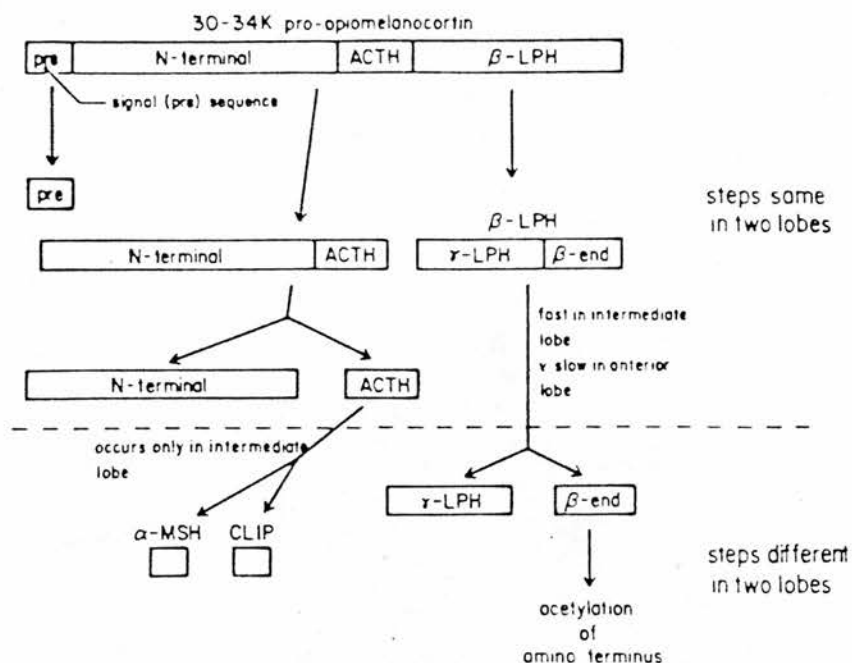 30-34K pro-opiomelanocortin
pre
N-terminal
ACTH
β-LPH
signal (pre) sequence
pre
steps same
in two lobes
β-LPH
N-terminal
ACTH
γ-LPH
β-end
fast in intermediate
lobe
v slow in anterior
lobe
N-terminal
ACTH
occurs only in intermediate
lobe
γ-LPH
β-end
α-MSH
CLIP
steps different
in two lobes
acetylation
of
amino terminus